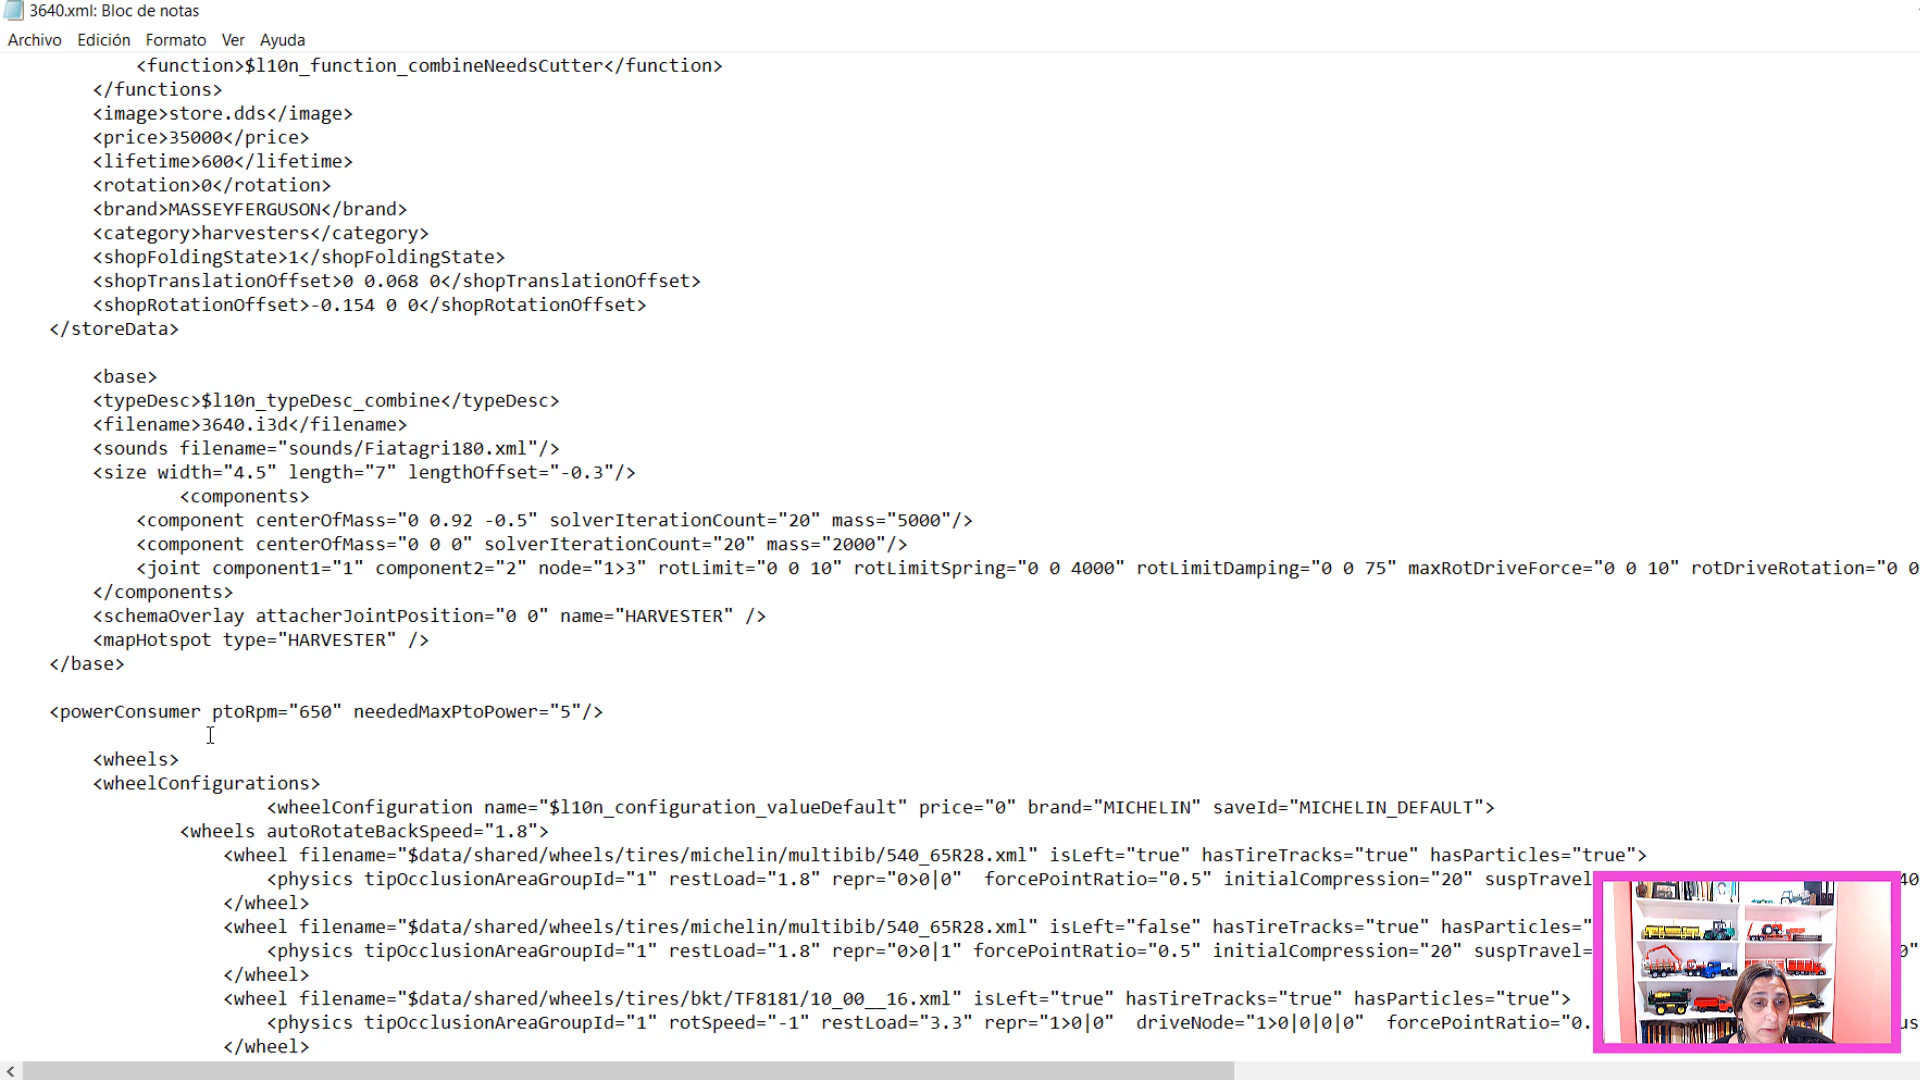 3640.xml: Bloc de notas
Archivo Edición Formato Ver Ayuda
<function>$l10n_function_combineNeedsCutter</function>
</functions>
<image>store.dds</image>
<price>35000</price>
<lifetime>600</lifetime>
<rotation>0</rotation>
<brand>MASSEYFERGUSON</brand>
<category>harvesters</category>
<shopFoldingState>1</shopFoldingState>
<shopTranslationOffset>0 0.068 0</shopTranslationOffset>
<shopRotationOffset>-0.154 0 0</shopRotationOffset>
</storeData>
<base>
<typeDesc>$l10n_typeDesc_combine</typeDesc>
<filename>3640.i3d</filename>
<sounds filename="sounds/Fiatagri180.xml"/>
<size width="4.5" length="7" lengthOffset="-0.3"/>
<components>
<component centerOfMass="0 0.92 -0.5" solverIterationCount="20" mass="5000"/>
<component centerOfMass="0 0 0" solverIterationCount="20" mass="2000"/>
<joint component1="1" component2="2" node="1>3" rotLimit="0 0 10" rotLimitSpring="0 0 4000" rotLimitDamping="0 0 75" maxRotDriveForce="0 0 10" rotDriveRotation="0 0
</components>
<schemaOverlay attacherJointPosition="0 0" name="HARVESTER" />
<mapHotspot type="HARVESTER" />
</base>
<powerConsumer ptoRpm="650" neededMaxPtoPower="5"/>
<wheels>
<wheelConfigurations>
<wheelConfiguration name="$l10n_configuration_valueDefault" price="0" brand="MICHELIN" saveId="MICHELIN_DEFAULT">
<wheels autoRotateBackSpeed="1.8">
<wheel filename="$data/shared/wheels/tires/michelin/multibib/540_65R28.xml" isLeft="true" hasTireTracks="true" hasParticles="true">
<physics tipOcclusionAreaGroupId="1" restLoad="1.8" repr="0>0|0"  forcePointRatio="0.5" initialCompression="20" suspTravel
</wheel>
<wheel filename="$data/shared/wheels/tires/michelin/multibib/540_65R28.xml" isLeft="false" hasTireTracks="true" hasParticles="
<physics tipOcclusionAreaGroupId="1" restLoad="1.8" repr="0>0|1" forcePointRatio="0.5" initialCompression="20" suspTravel=
</wheel>
<wheel filename="$data/shared/wheels/tires/bkt/TF8181/10_00__16.xml" isLeft="true" hasTireTracks="true" hasParticles="true">
<physics tipOcclusionAreaGroupId="1" rotSpeed="-1" restLoad="3.3" repr="1>0|0"  driveNode="1>0|0|0|0"  forcePointRatio="0.
</wheel>